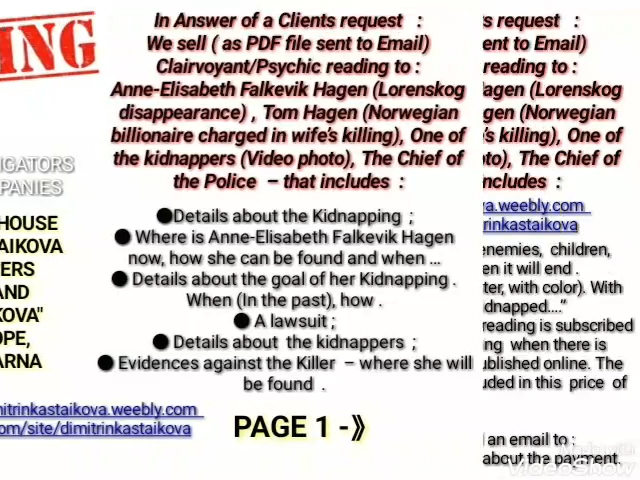 ING
IGATORS
PANIES
HOUSE
AIKOVA
ERS
AND
KOVA"
OPE,
ARNA
mitrinkastaikova.weebly.com
om/site/dimitrinkastaikova
In Answer of a Clients request :
We sell ( as PDF file sent to Email)
Clairvoyant/Psychic reading to :
Anne-Elisabeth Falkevik Hagen (Lorenskog
disappearance) , Tom Hagen (Norwegian
billionaire charged in wife's killing), One of
the kidnappers (Video photo), The Chief of
the Police – that includes :
●Details about the Kidnapping ;
● Where is Anne-Elisabeth Falkevik Hagen
now, how she can be found and when ...
● Details about the goal of her Kidnapping .
When (In the past), how .
● A lawsuit ;
● Details about the kidnappers ;
● Evidences against the Killer – where she will
be found .
PAGE 1 -》
s request :
ent to Email)
reading to :
agen (Lorenskog
gen (Norwegian
's killing), One of
to), The Chief of
ncludes :
va.weebly.com
rinkastaikova
enemies, children,
en it will end .
ter, with color). With
dnapped...."
reading is subscribed
ng when there is
ublished online. The
uded in this price of
an email to :
about the payment.
Made with
VideoShow